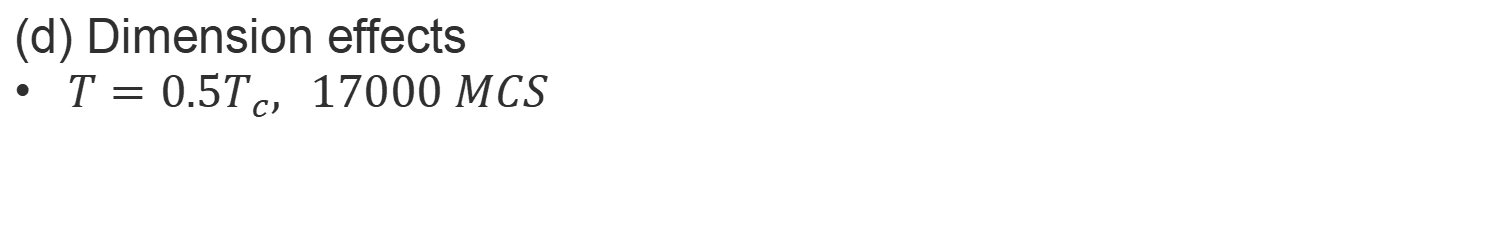 (d) Dimension effects
• T = 0.5T_c, 17000 MCS